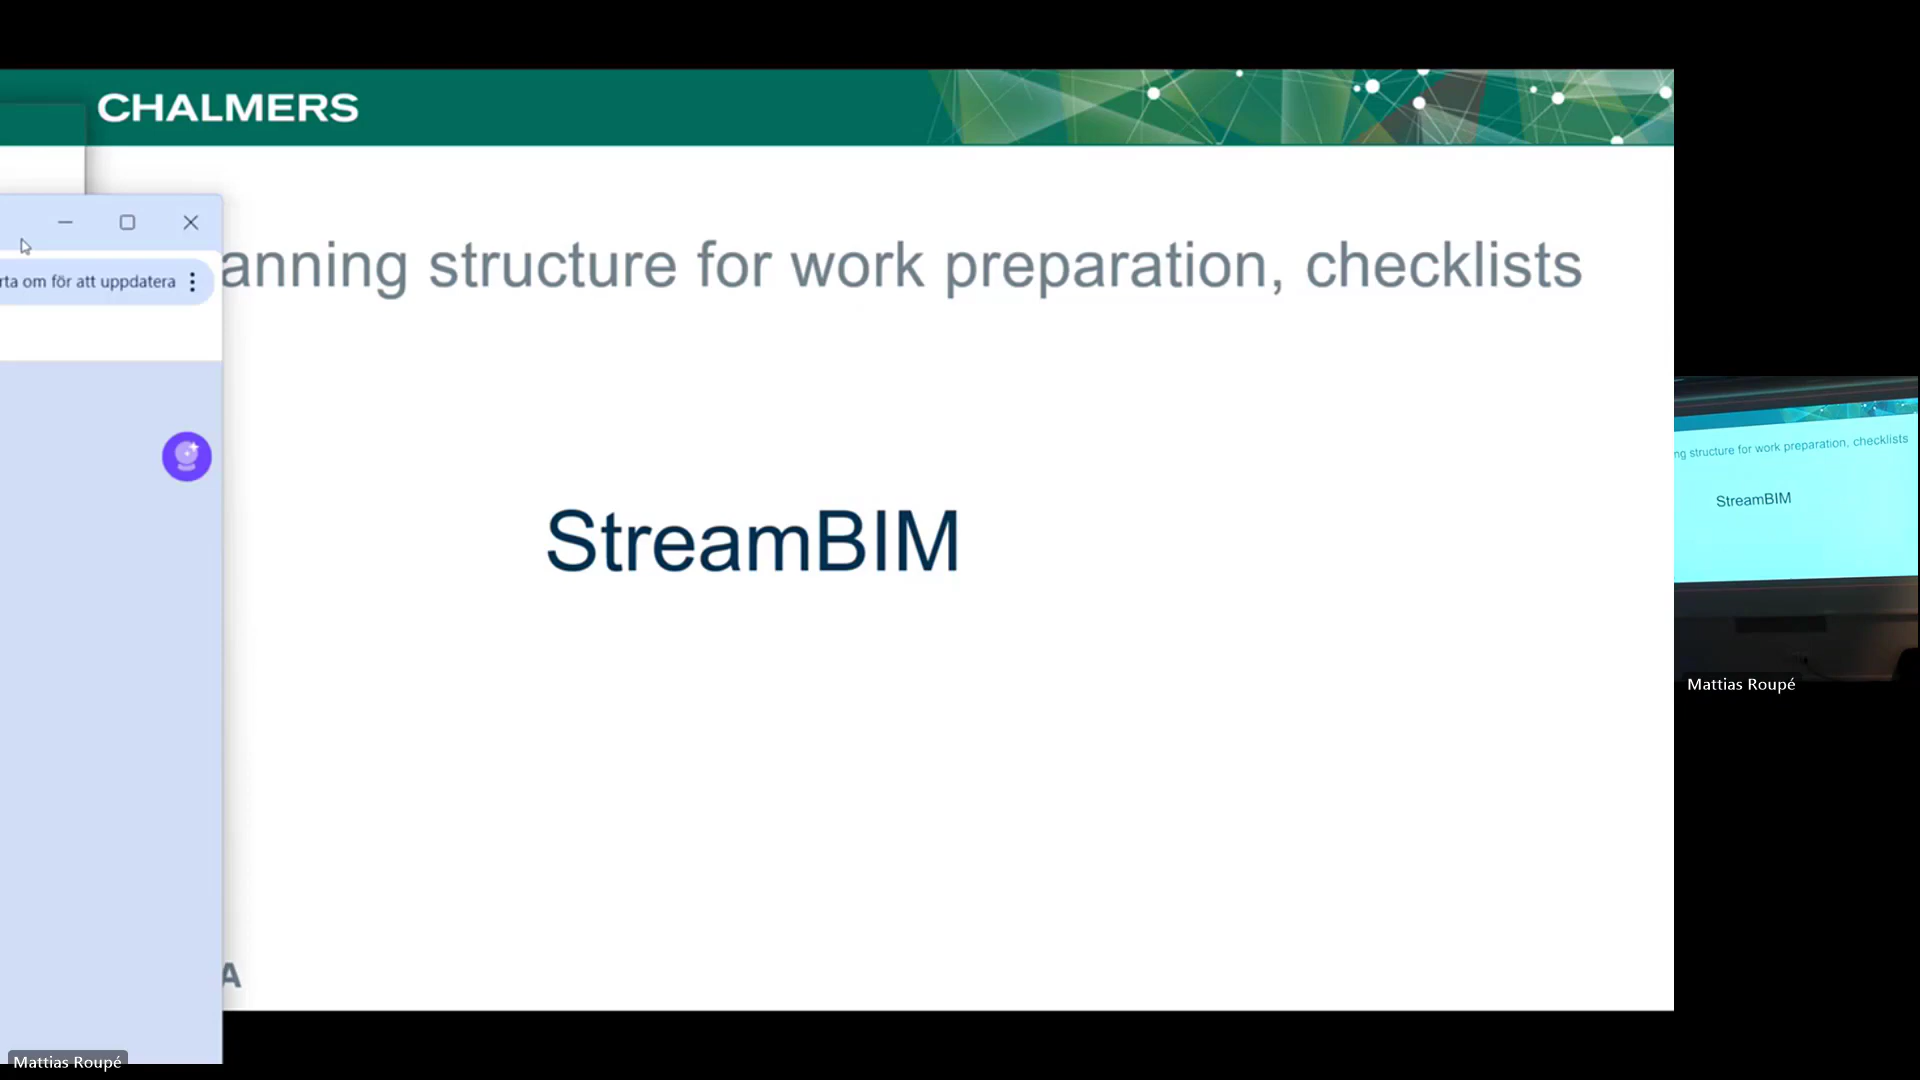 CHALMERS
rta om för att uppdatera
anning structure for work preparation, checklists
StreamBIM
A
Mattias Roupé
ng structure for work preparation, checklists
StreamBIM
Mattias Roupé